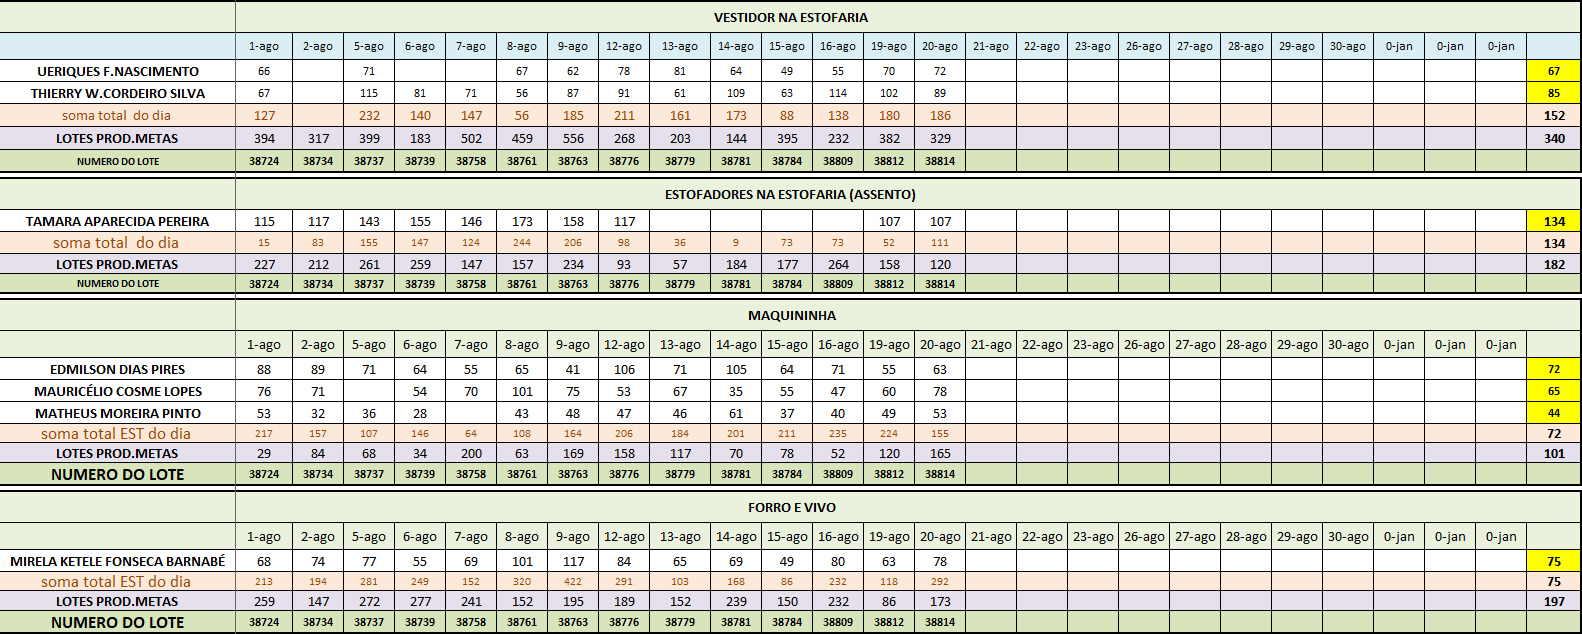 VESTIDOR NA ESTOFARIA
1-ago 2-ago 5-ago 6-ago 7-ago 8-ago 9-ago 12-ago 13-ago 14-ago 15-ago 16-ago 19-ago 20-ago 21-ago 22-ago 23-ago 26-ago 27-ago 28-ago 29-ago 30-ago 0-jan 0-jan 0-jan
UERIQUES F.NASCIMENTO 66 71 67 62 78 81 64 49 55 70 72 67
THIERRY W.CORDEIRO SILVA 67 115 81 71 56 87 91 61 109 63 114 102 89 85
soma total do dia 127 232 140 147 56 185 211 161 173 88 138 180 186 152
LOTES PROD.METAS 394 317 399 183 502 459 556 268 203 144 395 232 382 329 340
NUMERO DO LOTE 38724 38734 38737 38739 38758 38761 38763 38776 38779 38781 38784 38809 38812 38814
ESTOFADORES NA ESTOFARIA (ASSENTO)
TAMARA APARECIDA PEREIRA 115 117 143 155 146 173 158 117 107 107 134
soma total do dia 15 83 155 147 124 244 206 98 36 9 73 73 52 111 134
LOTES PROD.METAS 227 212 261 259 147 157 234 93 57 184 177 264 158 120 182
NUMERO DO LOTE 38724 38734 38737 38739 38758 38761 38763 38776 38779 38781 38784 38809 38812 38814
MAQUININHA
1-ago 2-ago 5-ago 6-ago 7-ago 8-ago 9-ago 12-ago 13-ago 14-ago 15-ago 16-ago 19-ago 20-ago 21-ago 22-ago 23-ago 26-ago 27-ago 28-ago 29-ago 30-ago 0-jan 0-jan 0-jan
EDMILSON DIAS PIRES 88 89 71 64 55 65 41 106 71 105 64 71 55 63 72
MAURICÉLIO COSME LOPES 76 71 54 70 101 75 53 67 35 55 47 60 78 65
MATHEUS MOREIRA PINTO 53 32 36 28 43 48 47 46 61 37 40 49 53 44
soma total EST do dia 217 157 107 146 64 108 164 206 184 201 211 235 224 155 72
LOTES PROD.METAS 29 84 68 34 200 63 169 158 117 70 78 52 120 165 101
NUMERO DO LOTE 38724 38734 38737 38739 38758 38761 38763 38776 38779 38781 38784 38809 38812 38814
FORRO E VIVO
1-ago 2-ago 5-ago 6-ago 7-ago 8-ago 9-ago 12-ago 13-ago 14-ago 15-ago 16-ago 19-ago 20-ago 21-ago 22-ago 23-ago 26-ago 27-ago 28-ago 29-ago 30-ago 0-jan 0-jan 0-jan
MIRELA KETELE FONSECA BARNABÉ 68 74 77 55 69 101 117 84 65 69 49 80 63 78 75
soma total EST do dia 213 194 281 249 152 320 422 291 103 168 86 232 118 292 75
LOTES PROD.METAS 259 147 272 277 241 152 195 189 152 239 150 232 86 173 197
NUMERO DO LOTE 38724 38734 38737 38739 38758 38761 38763 38776 38779 38781 38784 38809 38812 38814